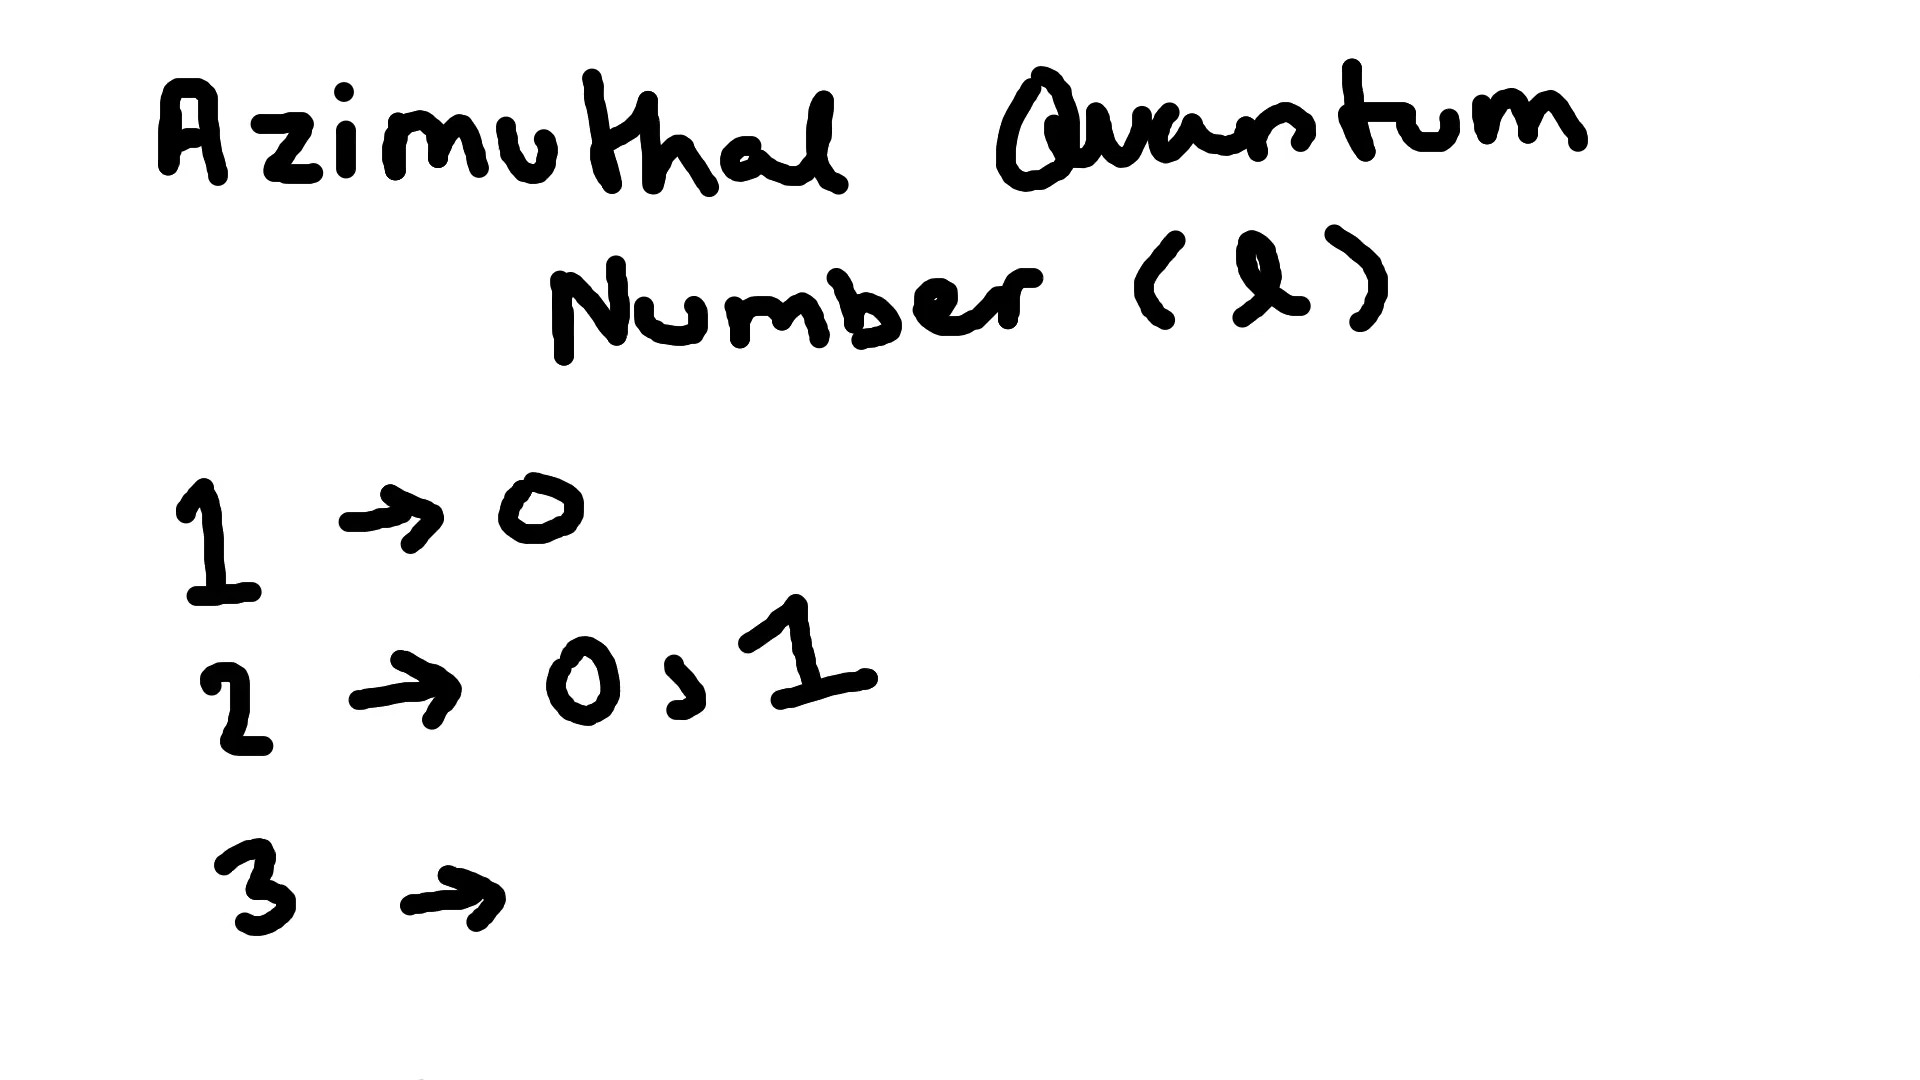 Azimuthal Quantum
Number (l)
1 → 0
2 → 0, 1
3 →